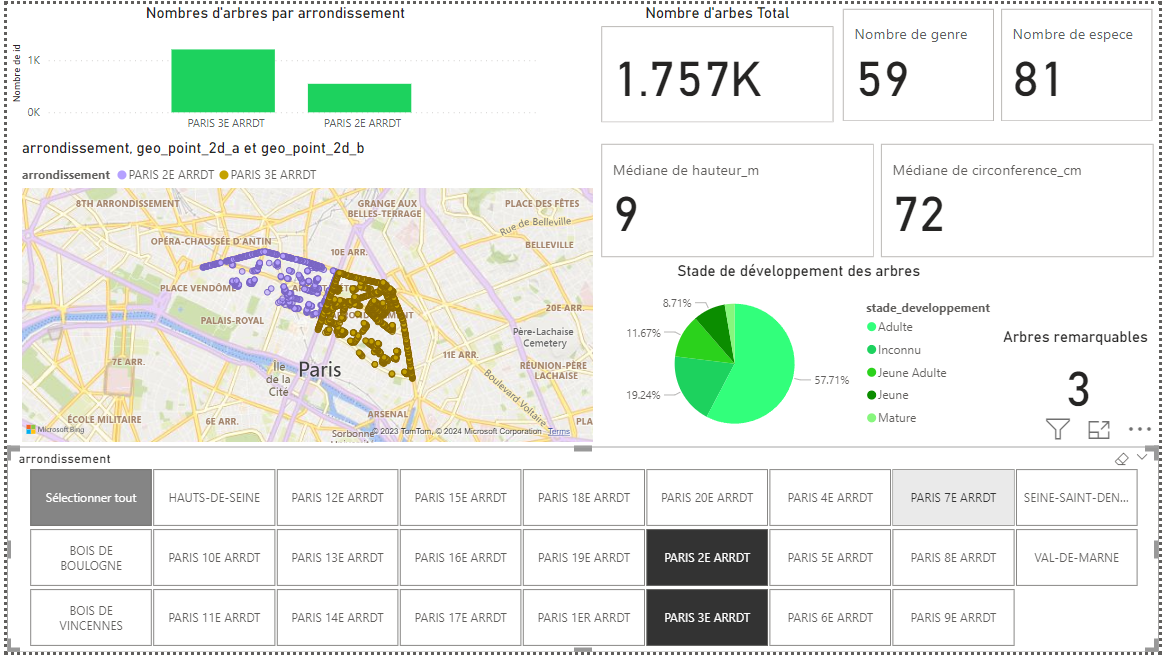 Nombres d'arbres par arrondissement
Nombre de id
1K
0K
PARIS 3E ARRDT
PARIS 2E ARRDT
Nombre d'arbes Total
1.757K
Nombre de genre
59
Nombre de espece
81
arrondissement, geo_point_2d_a et geo_point_2d_b
arrondissement PARIS 2E ARRDT PARIS 3E ARRDT
8TH ARRONDISSEMENT
GRANGE AUX
BELLES-TERRAGE
PLACE DES FÊTES
Rue de Belleville
OPÉRA-CHAUSSÉE D'ANTIN
BELLEVILLE
10E ARR.
PLACE VENDÔME
20E ARR.
PALAIS-ROYAL
Père-Lachaise
Cemetery
7E ARR.
11E ARR.
Paris
Île
de la
Cité
RÉUNION-PÈRE
LACHAISE
Boulevard Voltaire
ÉCOLE MILITAIRE
6E ARR.
ARSENAL
Sorbonne
Microsoft Bing
© 2023 TomTom, © 2024 Microsoft Corporation Terms
Médiane de hauteur_m
9
Médiane de circonference_cm
72
Stade de développement des arbres
8.71%
11.67%
19.24%
57.71%
stade_developpement
Adulte
Inconnu
Jeune Adulte
Jeune
Mature
Arbres remarquables
3
arrondissement
Sélectionner tout HAUTS-DE-SEINE PARIS 12E ARRDT PARIS 15E ARRDT PARIS 18E ARRDT PARIS 20E ARRDT PARIS 4E ARRDT PARIS 7E ARRDT SEINE-SAINT-DEN...
BOIS DE
BOULOGNE
PARIS 10E ARRDT PARIS 13E ARRDT PARIS 16E ARRDT PARIS 19E ARRDT PARIS 2E ARRDT PARIS 5E ARRDT PARIS 8E ARRDT VAL-DE-MARNE
BOIS DE
VINCENNES
PARIS 11E ARRDT PARIS 14E ARRDT PARIS 17E ARRDT PARIS 1ER ARRDT PARIS 3E ARRDT PARIS 6E ARRDT PARIS 9E ARRDT